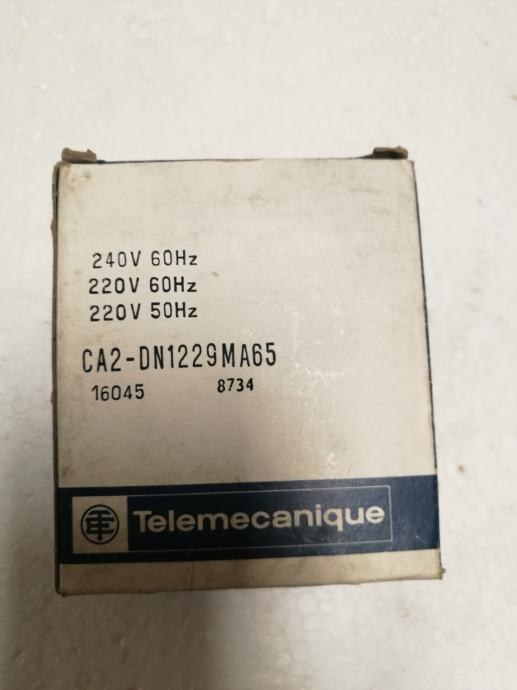 240V 60Hz
220V 60Hz
220V 50Hz
CA2-DN1229MA65
16045 8734
Telemecanique